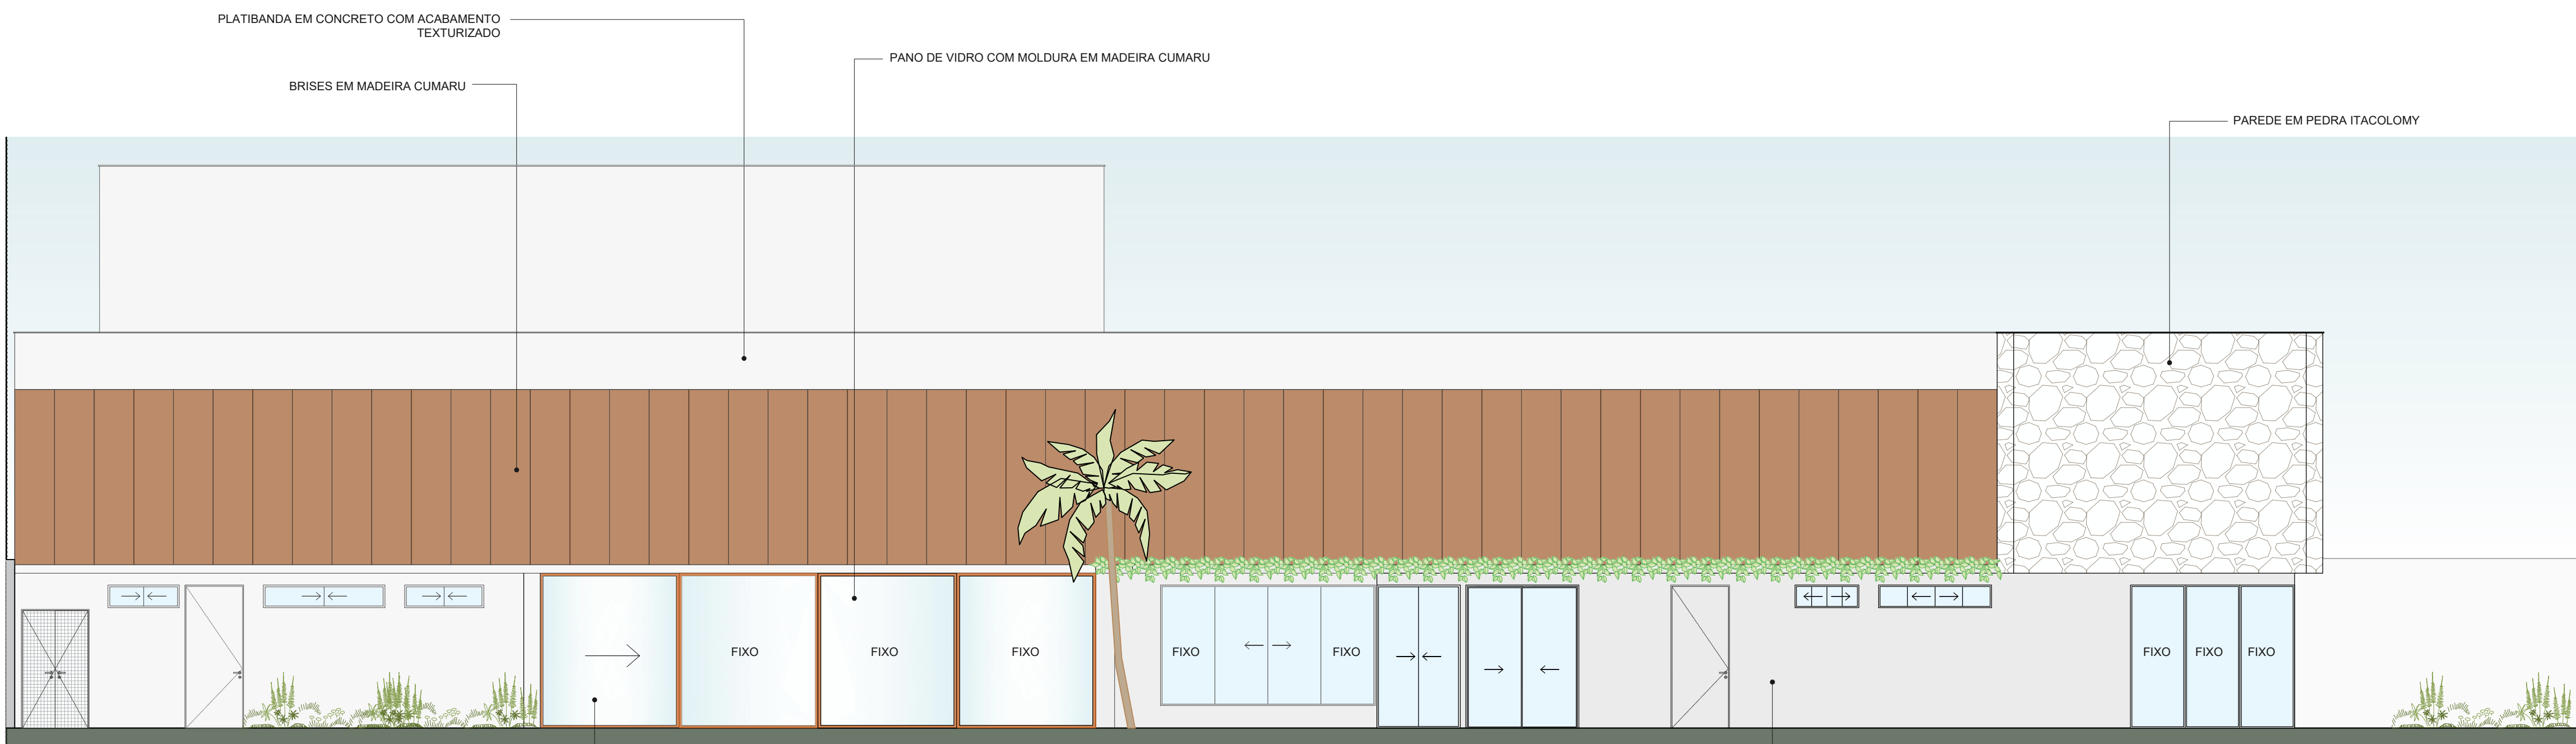 PLATIBANDA EM CONCRETO COM ACABAMENTO
TEXTURIZADO
PANO DE VIDRO COM MOLDURA EM MADEIRA CUMARU
BRISES EM MADEIRA CUMARU
PAREDE EM PEDRA ITACOLOMY
FIXO
FIXO
FIXO
FIXO
FIXO
FIXO
FIXO
FIXO